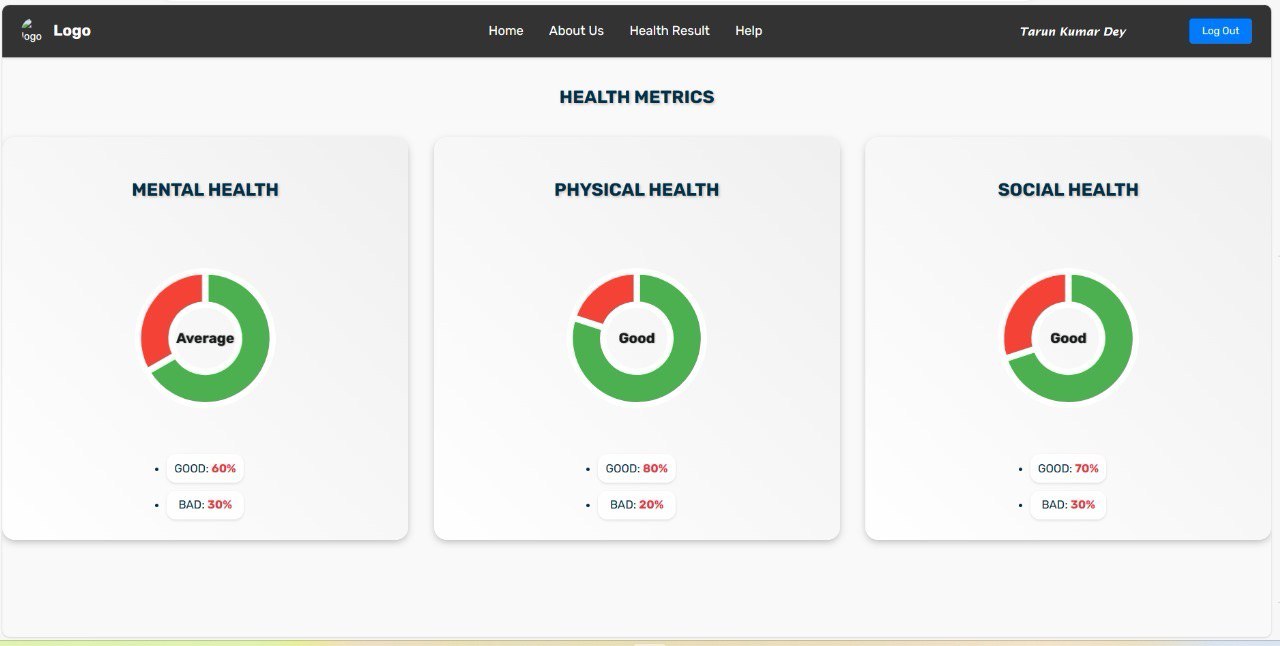 logo Logo Home About Us Health Result Help Tarun Kumar Dey Log Out
HEALTH METRICS
MENTAL HEALTH
Average
GOOD: 60%
BAD: 30%
PHYSICAL HEALTH
Good
GOOD: 80%
BAD: 20%
SOCIAL HEALTH
Good
GOOD: 70%
BAD: 30%